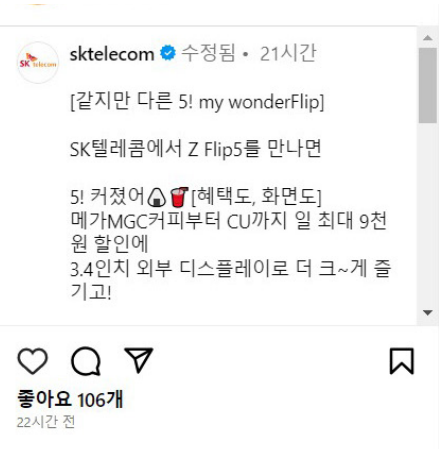 SK telecom
sktelecom 수정됨 • 21시간
[같지만 다른 5! my wonderFlip]
SK텔레콤에서 Z Flip5를 만나면
5! 커졌어🍙🥤[혜택도, 화면도]
메가MGC커피부터 CU까지 일 최대 9천
원 할인에
3.4인치 외부 디스플레이로 더 크~게 즐
기고!
좋아요 106개
22시간 전